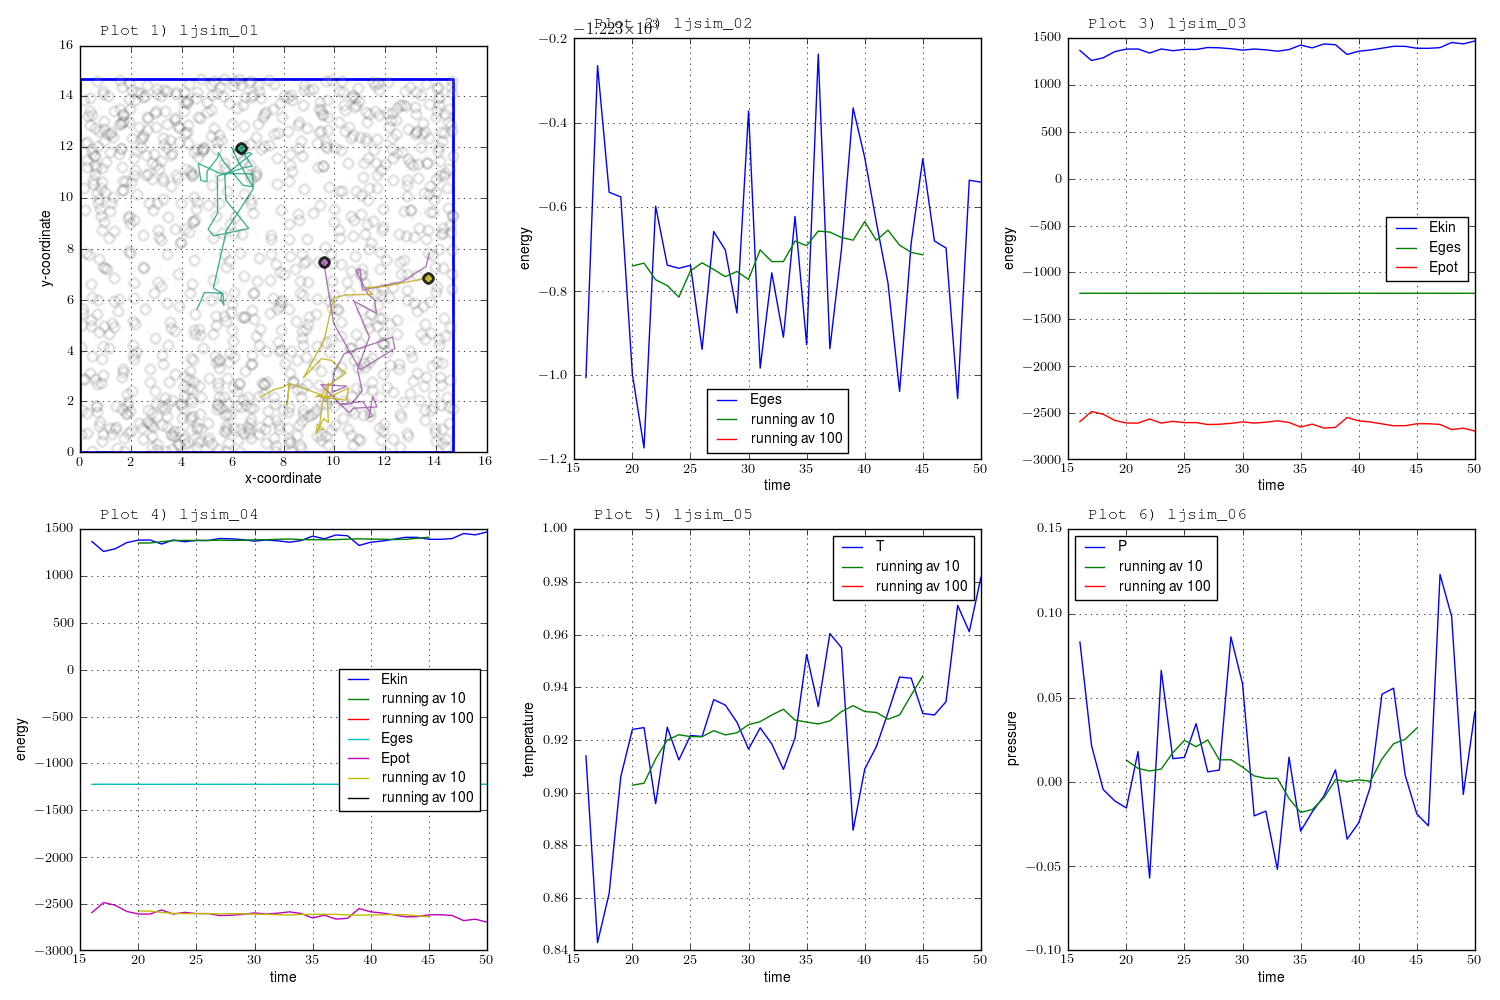 Plot 1) ljsim_01
16
14
12
10
8
6
4
2
0
0 2 4 6 8 10 12 14 16
x-coordinate
y-coordinate
Plot 2) ljsim_02
−0.2
−0.4
−0.6
−0.8
−1.0
−1.2
15 20 25 30 35 40 45 50
time
energy
Eges
running av 10
running av 100
Plot 3) ljsim_03
1500
1000
500
0
−500
−1000
−1500
−2000
−2500
−3000
15 20 25 30 35 40 45 50
time
energy
Ekin
Eges
Epot
Plot 4) ljsim_04
1500
1000
500
0
−500
−1000
−1500
−2000
−2500
−3000
15 20 25 30 35 40 45 50
time
energy
Ekin
running av 10
running av 100
Eges
Epot
running av 10
running av 100
Plot 5) ljsim_05
1.00
0.98
0.96
0.94
0.92
0.90
0.88
0.86
0.84
15 20 25 30 35 40 45 50
time
temperature
T
running av 10
running av 100
Plot 6) ljsim_06
0.15
0.10
0.05
0.00
−0.05
−0.10
15 20 25 30 35 40 45 50
time
pressure
P
running av 10
running av 100